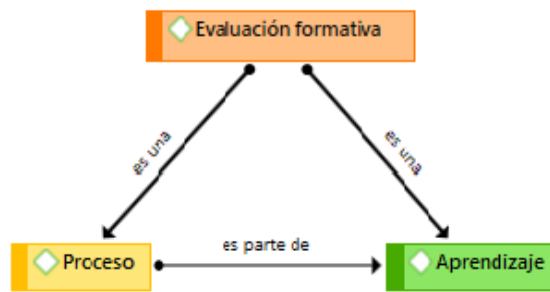 Evaluación formativa
es una
es una
Proceso
es parte de
Aprendizaje